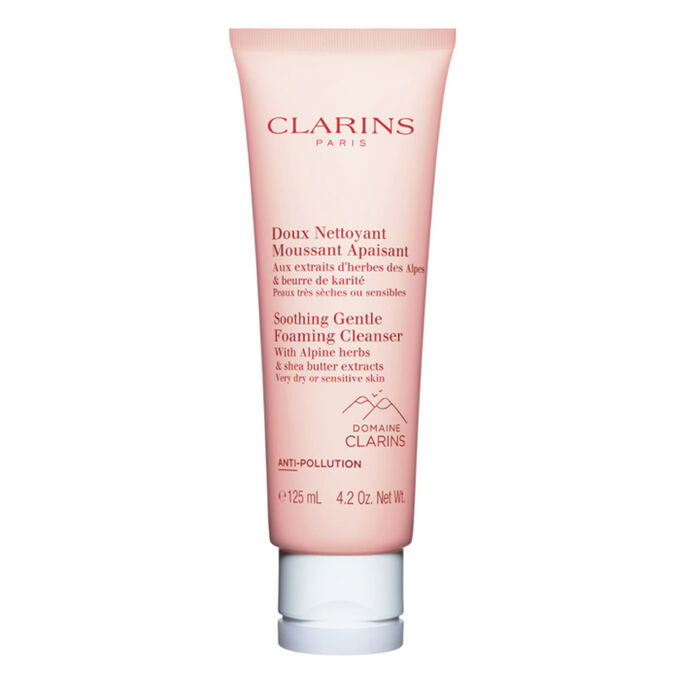 CLARINS
PARIS
Doux Nettoyant
Moussant Apaisant
Aux extraits d'herbes des Alpes
& beurre de karité
Peaux très sèches ou sensibles
Soothing Gentle
Foaming Cleanser
With Alpine herbs
& shea butter extracts
Very dry or sensitive skin
DOMAINE
CLARINS
ANTI-POLLUTION
℮125 mL 4.2 Oz. Net Wt.